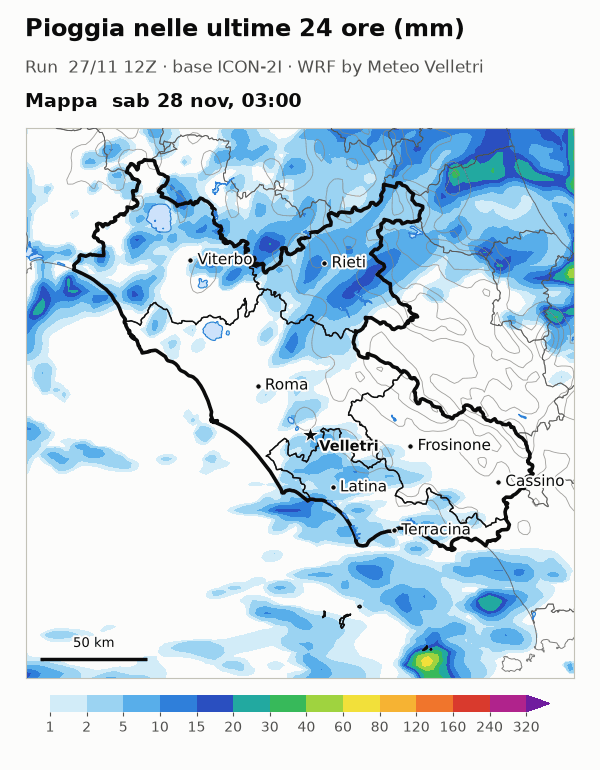 Pioggia nelle ultime 24 ore (mm)
Run  27/11 12Z · base ICON-2I · WRF by Meteo Velletri
Mappa  sab 28 nov, 03:00
Viterbo
Rieti
Roma
Velletri
Frosinone
Latina
Cassino
Terracina
50 km
1 2 5 10 15 20 30 40 60 80 120 160 240 320